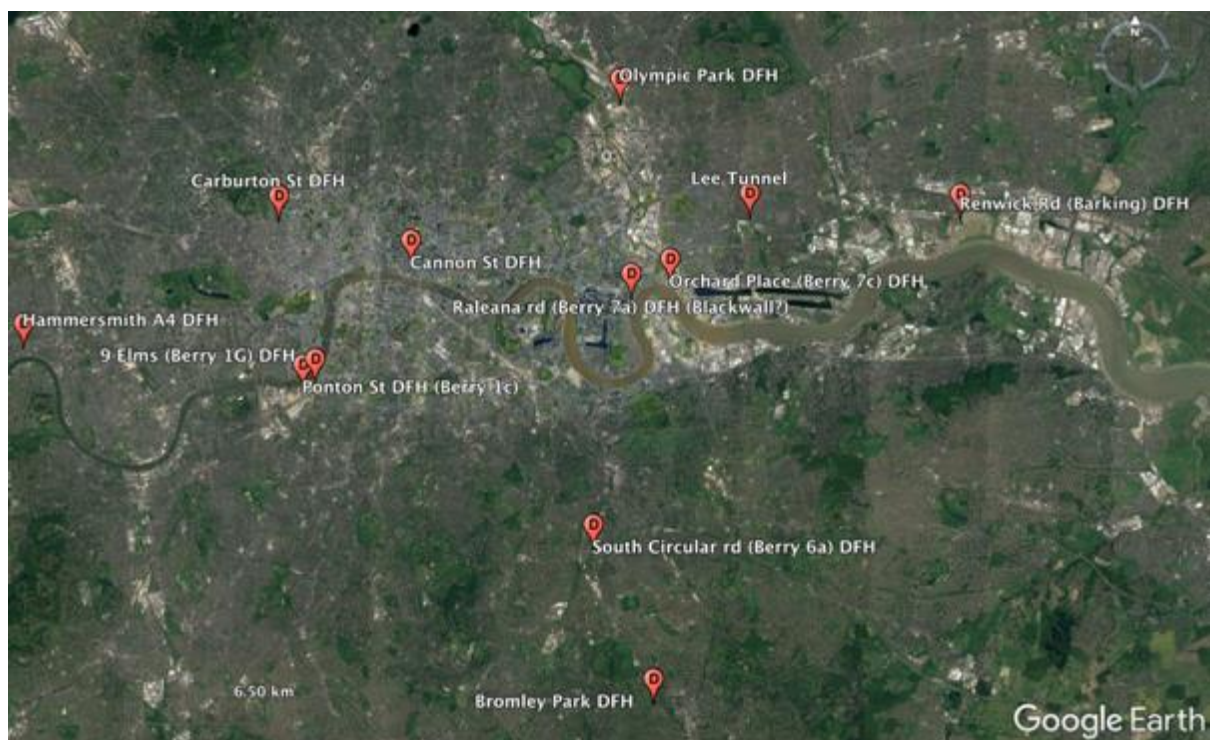 N
Olympic Park DFH
Carburton St DFH
Lee Tunnel
Renwick Rd (Barking) DFH
Cannon St DFH
Orchard Place (Berry 7c) DFH
Raleana rd (Berry 7a) DFH (Blackwall?)
Hammersmith A4 DFH
9 Elms (Berry 1G) DFH
Ponton St DFH (Berry 1c)
South Circular rd (Berry 6a) DFH
6.50 km
Bromley Park DFH
Google Earth
D
D
D
D
D
D
D
D
D
D